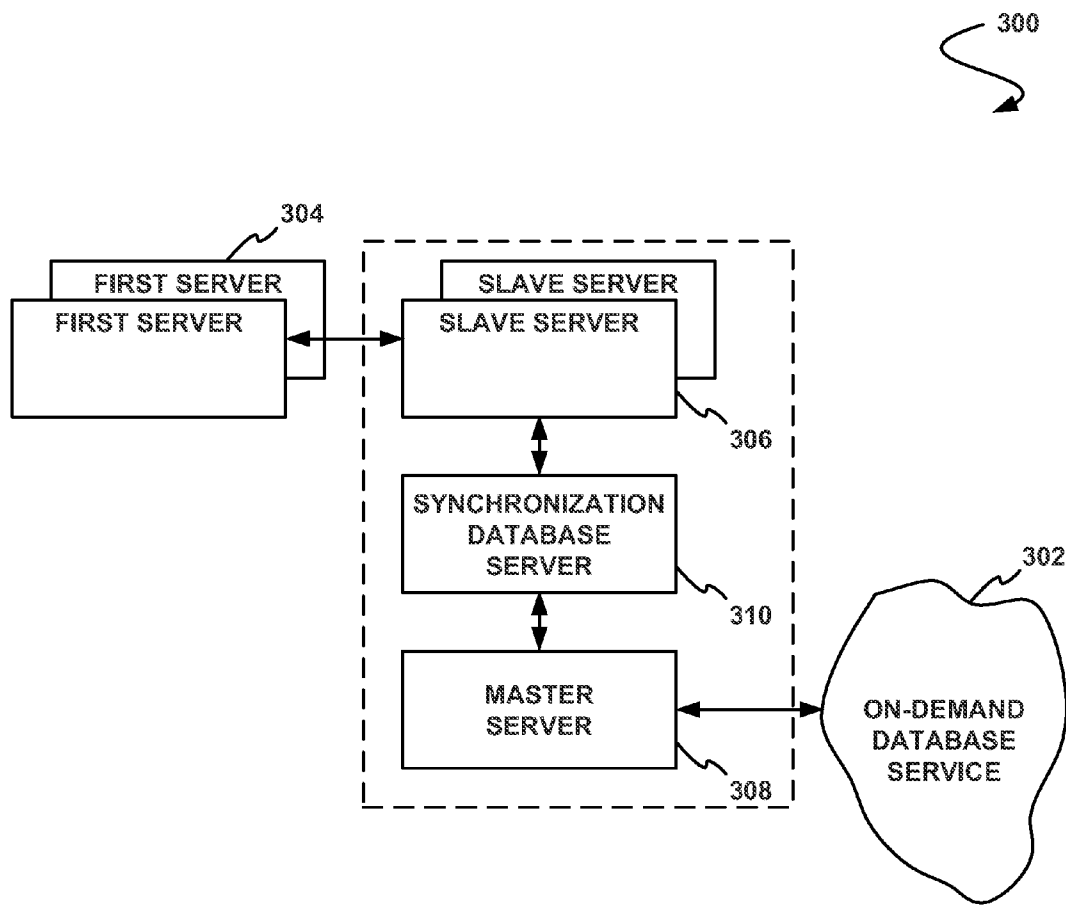 300
304
FIRST SERVER
FIRST SERVER
SLAVE SERVER
SLAVE SERVER
306
SYNCHRONIZATION
DATABASE
SERVER
310
302
MASTER
SERVER
308
ON-DEMAND
DATABASE
SERVICE